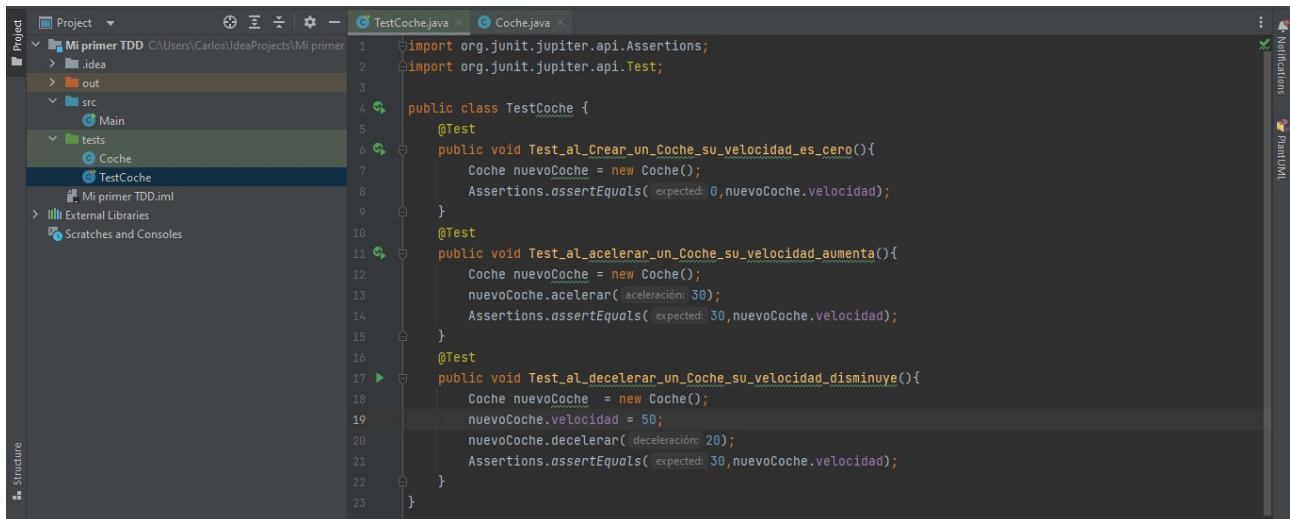 Project
TestCoche.java
Coche.java
Project
Mi primer TDD C:\Users\Carlos\IdeaProjects\Mi primer
.idea
out
src
Main
tests
Coche
TestCoche
Mi primer TDD.iml
External Libraries
Scratches and Consoles
Structure
1 import org.junit.jupiter.api.Assertions;
2 import org.junit.jupiter.api.Test;
3
4 public class TestCoche {
5 @Test
6 public void Test_al_Crear_un_Coche_su_velocidad_es_cero(){
7 Coche nuevoCoche = new Coche();
8 Assertions.assertEquals( expected: 0,nuevoCoche.velocidad);
9 }
10 @Test
11 public void Test_al_acelerar_un_Coche_su_velocidad_aumenta(){
12 Coche nuevoCoche = new Coche();
13 nuevoCoche.acelerar( aceleración: 30);
14 Assertions.assertEquals( expected: 30,nuevoCoche.velocidad);
15 }
16 @Test
17 public void Test_al_decelerar_un_Coche_su_velocidad_disminuye(){
18 Coche nuevoCoche  = new Coche();
19 nuevoCoche.velocidad = 50;
20 nuevoCoche.decelerar( deceleración: 20);
21 Assertions.assertEquals( expected: 30,nuevoCoche.velocidad);
22 }
23 }
Notifications
PlantUML